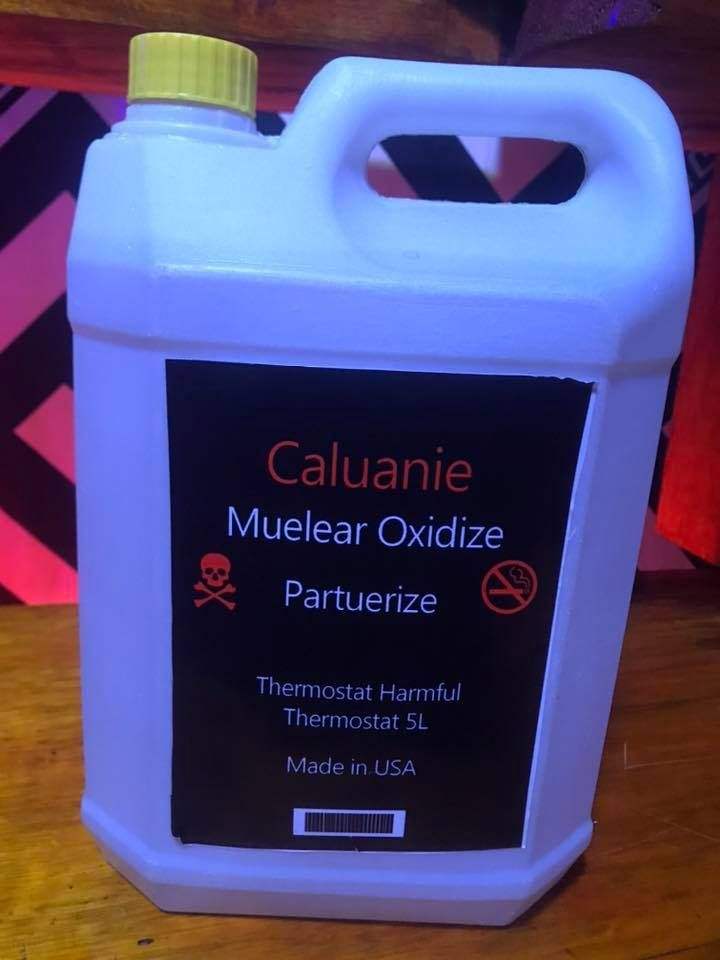 Caluanie
Muelear Oxidize
Partuerize
Thermostat Harmful
Thermostat 5L
Made in USA